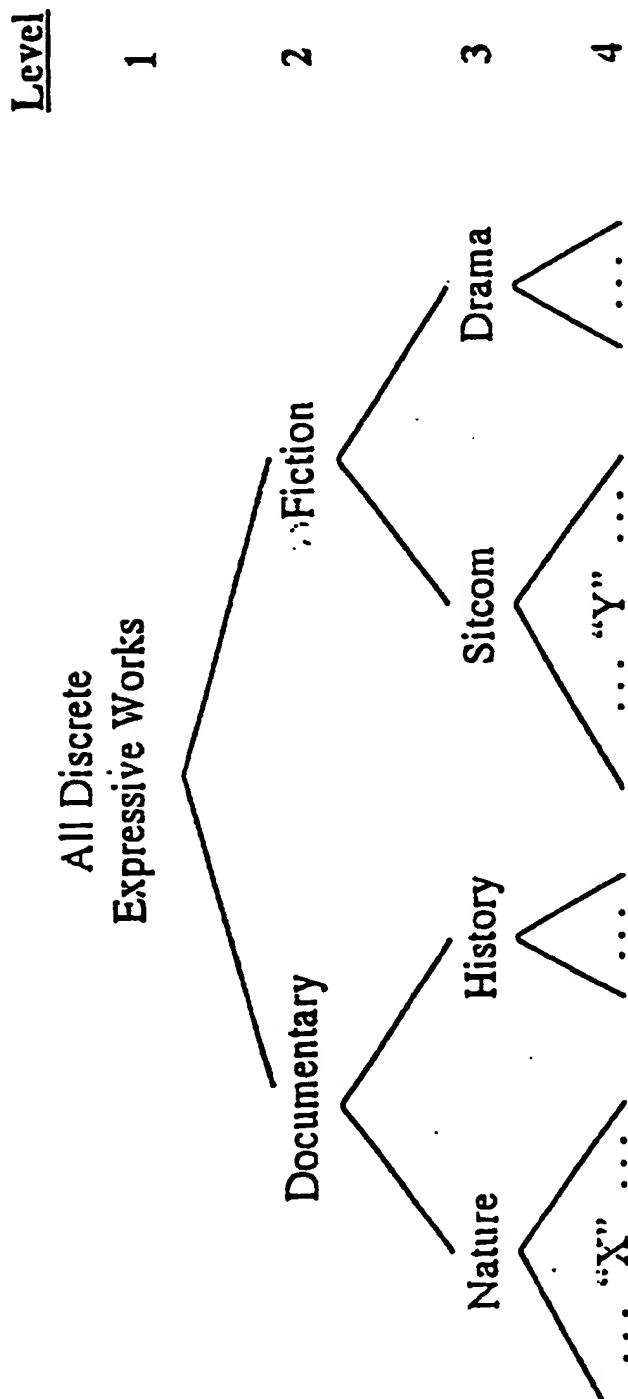 Level
All Discrete
Expressive Works
1
Documentary
Fiction
2
Nature
History
Sitcom
Drama
3
... "X" ...
...
... "Y" ...
...
4